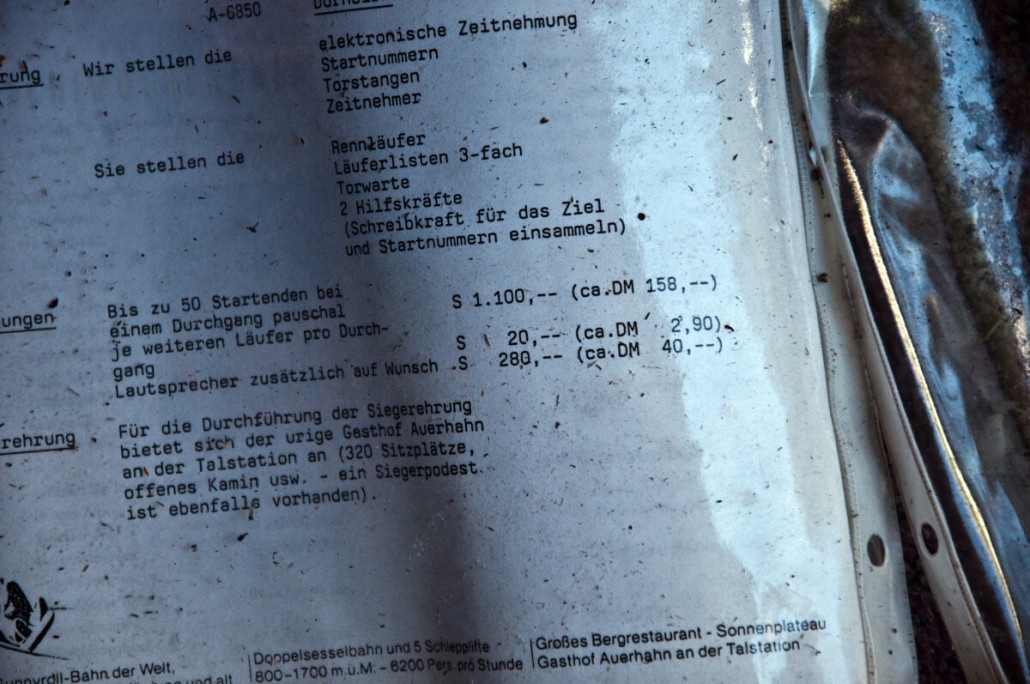 A-6850
rung Wir stellen die elektronische Zeitnehmung
Startnummern
Torstangen
Zeitnehmer
Sie stellen die Rennläufer
Läuferlisten 3-fach
Torwarte
2 Hilfskräfte
(Schreibkraft für das Ziel
und Startnummern einsammeln)
ungen Bis zu 50 Startenden bei
einem Durchgang pauschal S 1.100,-- (ca.DM 158,--)
je weiteren Läufer pro Durch-
gang S 20,-- (ca.DM 2,90)
Lautsprecher zusätzlich auf Wunsch S 280,-- (ca.DM 40,--)
rehrung Für die Durchführung der Siegerehrung
bietet sich der urige Gasthof Auerhahn
an der Talstation an (320 Sitzplätze,
offenes Kamin usw. - ein Siegerpodest
ist ebenfalls vorhanden).
-Bahn der Welt,
und alt
Doppelsesselbahn und 5 Schlepplifte
800-1700 m.ü.M. - 6200 Pers. pro Stunde
Großes Bergrestaurant - Sonnenplateau
Gasthof Auerhahn an der Talstation